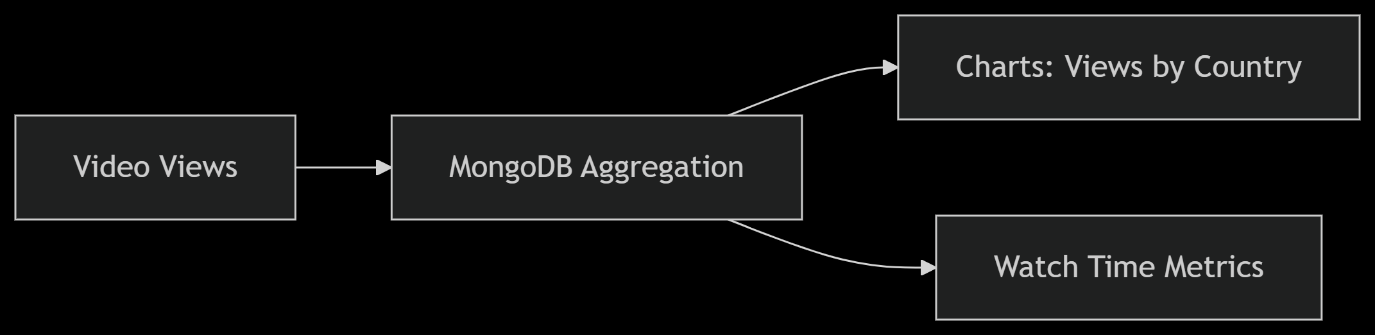 Video Views
MongoDB Aggregation
Charts: Views by Country
Watch Time Metrics